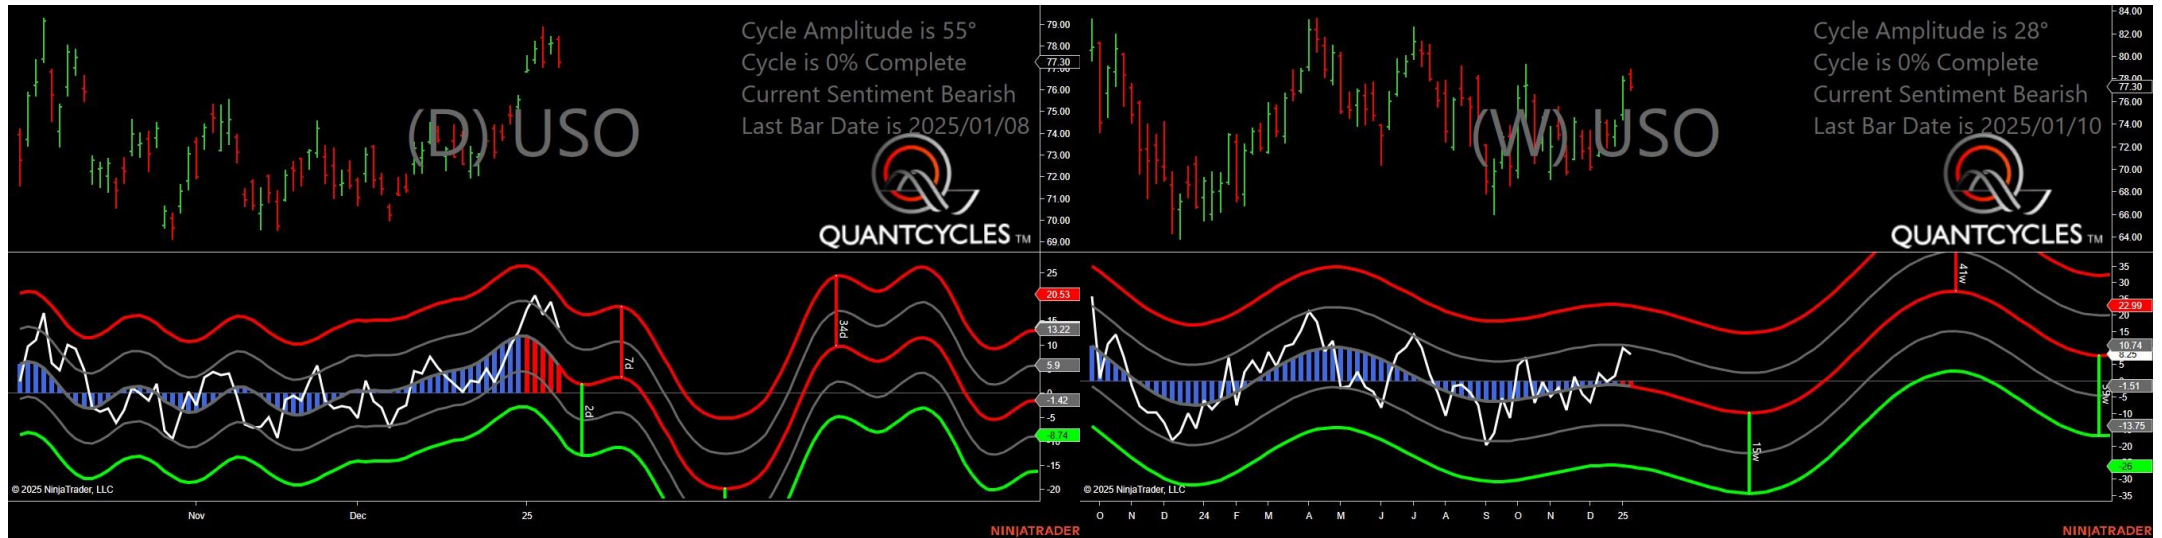 Cycle Amplitude is 55°
Cycle is 0% Complete
Current Sentiment Bearish
Last Bar Date is 2025/01/08
(D) USO
QUANTCYCLES TM
79.00
78.00
77.30
76.00
75.00
74.00
73.00
72.00
71.00
70.00
69.00
25
20.53
15
13.22
10
5.9
0
-1.42
-5
-8.74
-15
-20
2d
7d
34d
© 2025 NinjaTrader, LLC
Nov
Dec
25
NINJATRADER
Cycle Amplitude is 28°
Cycle is 0% Complete
Current Sentiment Bearish
Last Bar Date is 2025/01/10
(W) USO
QUANTCYCLES TM
84.00
82.00
80.00
78.00
77.30
76.00
74.00
72.00
70.00
68.00
66.00
64.00
35
30
22.99
20
15
10.74
8.25
5
-1.51
-5
-10
-13.75
-20
-26
-30
-35
15w
41w
© 2025 NinjaTrader, LLC
O N D 24 F M A M J J A S O N D 25
NINJATRADER